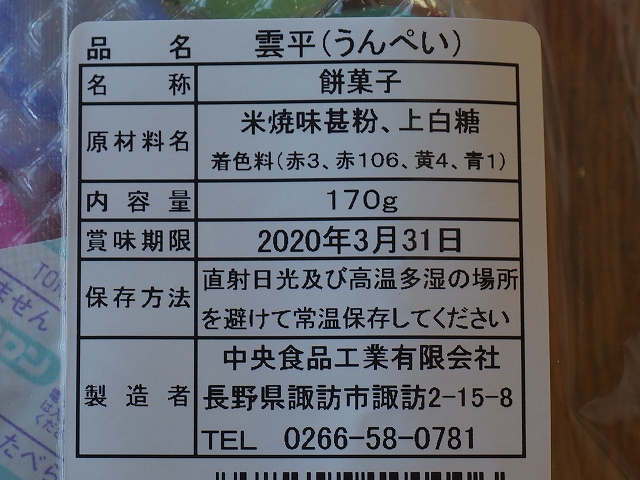 品名 雲平(うんぺい)
名称 餅菓子
原材料名 米焼味甚粉、上白糖
着色料(赤3、赤106、黄4、青1)
内容量 170g
賞味期限 2020年3月31日
保存方法 直射日光及び高温多湿の場所
を避けて常温保存してください
製造者 中央食品工業有限会社
長野県諏訪市諏訪2-15-8
TEL 0266-58-0781
ません
たべら